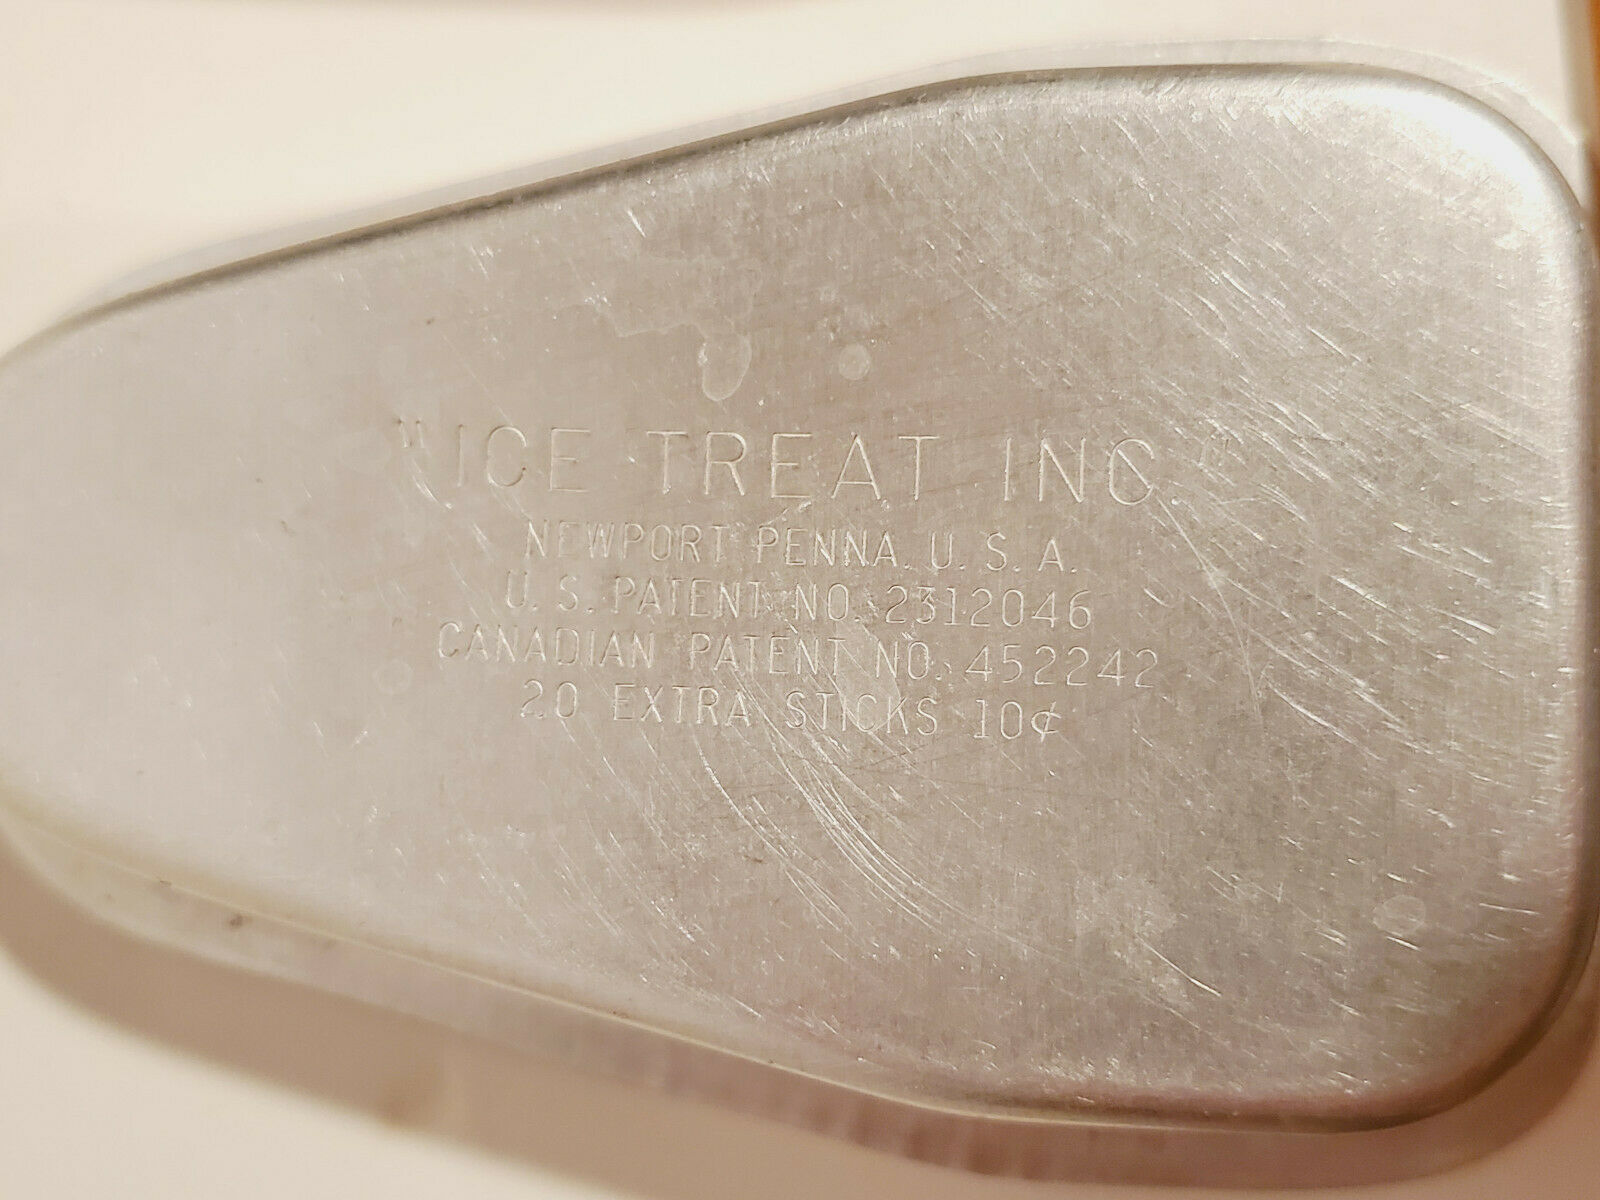 "ICE TREAT INC"
NEWPORT PENNA. U. S. A.
U. S. PATENT NO. 2312046
CANADIAN PATENT NO. 452242
20 EXTRA STICKS 10¢